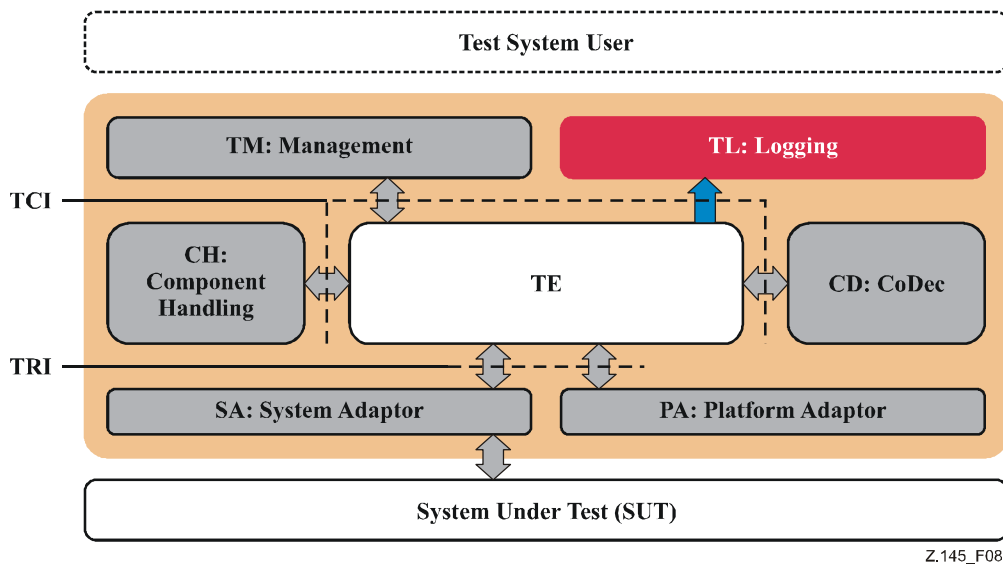 Test System User
TM: Management
TL: Logging
TCI
CH:
Component
Handling
TE
CD: CoDec
TRI
SA: System Adaptor
PA: Platform Adaptor
System Under Test (SUT)
Z.145_F08